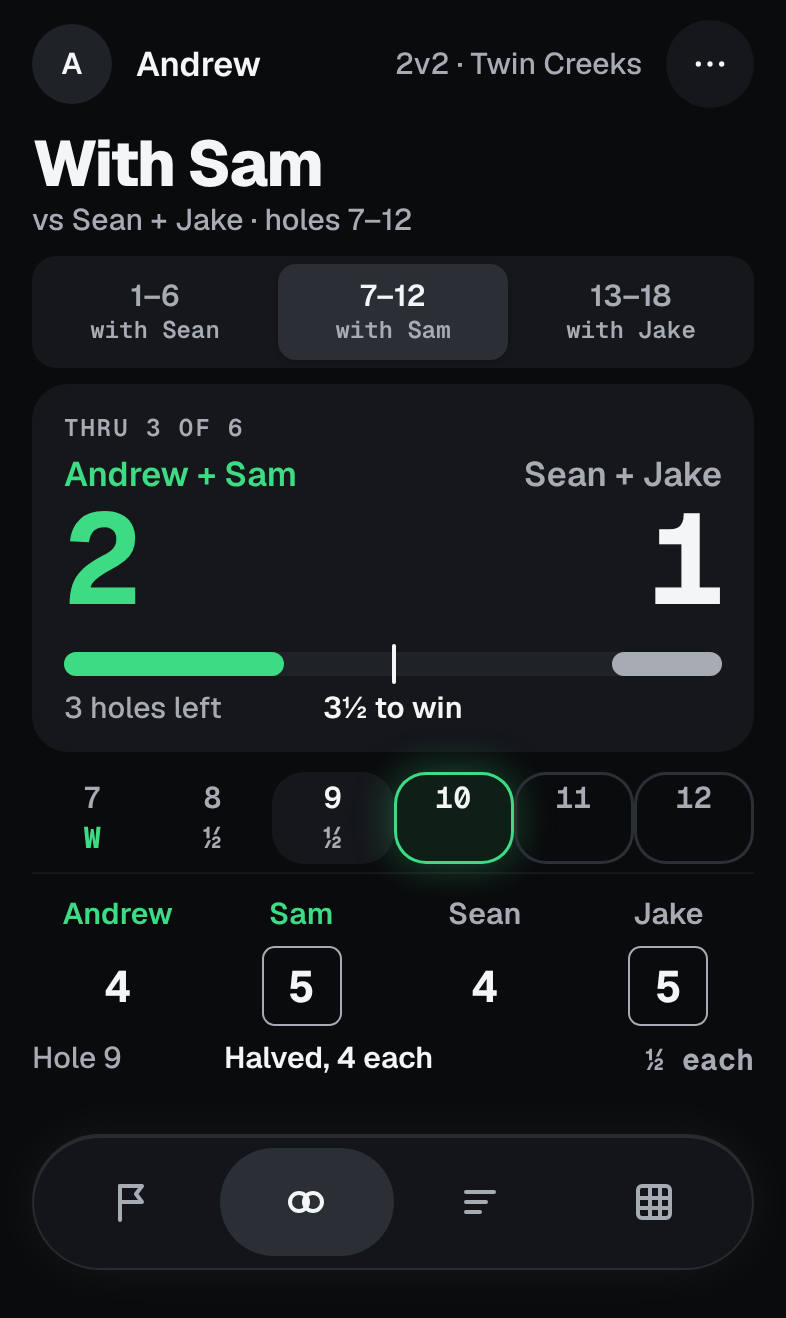 A Andrew 2v2 · Twin Creeks ...
With Sam
vs Sean + Jake · holes 7–12
1–6 7–12 13–18
with Sean with Sam with Jake
THRU 3 OF 6
Andrew + Sam Sean + Jake
2 1
3 holes left 3½ to win
7 8 9 10 11 12
W ½ ½
Andrew Sam Sean Jake
4 5 4 5
Hole 9 Halved, 4 each ½ each